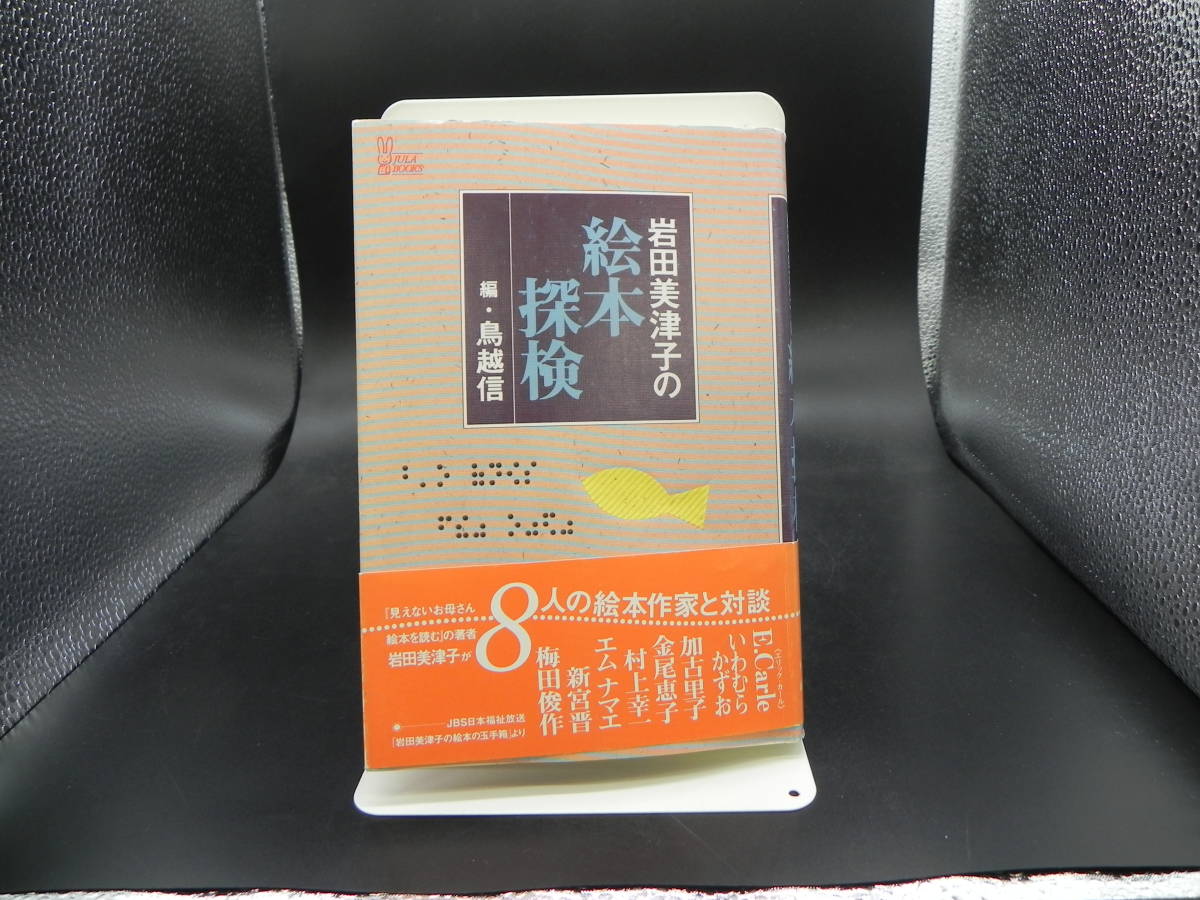 JULA
BOOKS
岩田美津子の
絵本
探検
編・鳥越信
『見えないお母さん
絵本を読む』の著者
岩田美津子が
8人の絵本作家と対談
E.Carle
〈エリック・カール〉
いわむら
かずお
加古里子
金尾恵子
村上幸一
エム ナマエ
新宮晋
梅田俊作
JBS日本福祉放送
「岩田美津子の絵本の玉手箱」より